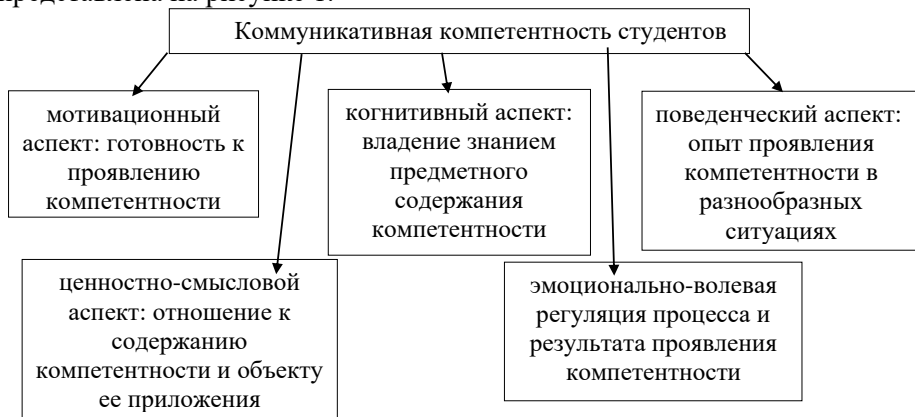 представлена на рисунке 1.
Коммуникативная компетентность студентов
мотивационный
аспект: готовность к
проявлению
компетентности
когнитивный аспект:
владение знанием
предметного
содержания
компетентности
поведенческий аспект:
опыт проявления
компетентности в
разнообразных
ситуациях
ценностно-смысловой
аспект: отношение к
содержанию
компетентности и объекту
ее приложения
эмоционально-волевая
регуляция процесса и
результата проявления
компетентности